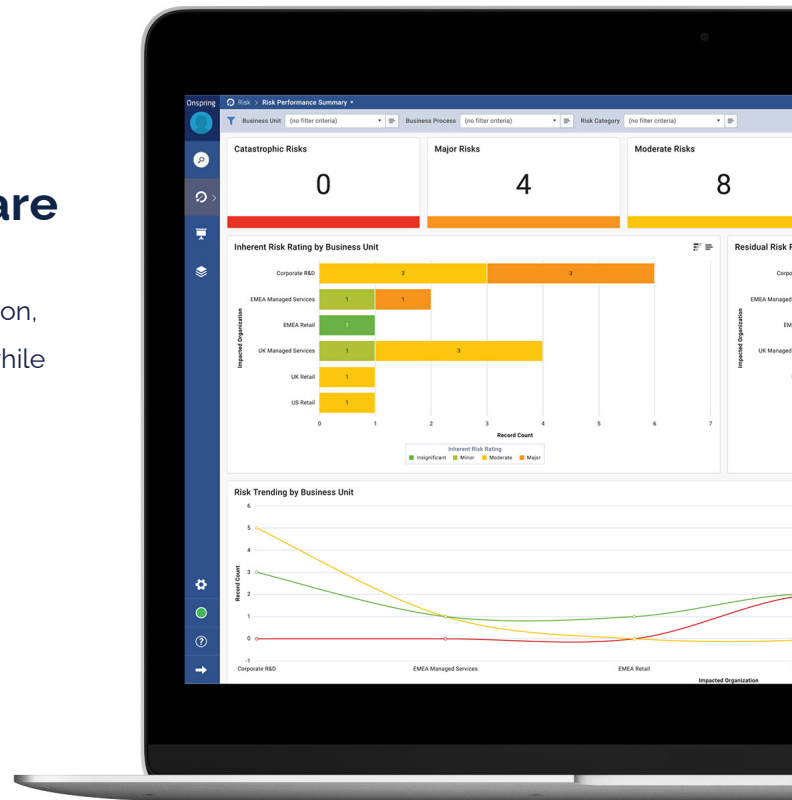 are
on,
hile
Onspring
Risk > Risk Performance Summary
Business Unit (no filter criteria) Business Process (no filter criteria) Risk Category (no filter criteria)
Catastrophic Risks Major Risks Moderate Risks
0 4 8
Inherent Risk Rating by Business Unit Residual Risk R
Corporate R&D 3 3 Corpo
EMEA Managed Services 1 1 EMEA Managed
EMEA Retail 1 EM
UK Managed Services 1 3 UK Managed
UK Retail 1
US Retail 1
Impacted Organization
0 1 2 3 4 5 6 7
Record Count
Inherent Risk Rating
Insignificant Minor Moderate Major
Risk Trending by Business Unit
6
5
4
3
2
1
0
-1
Record Count
Corporate R&D EMEA Managed Services EMEA Retail
Impacted Organization